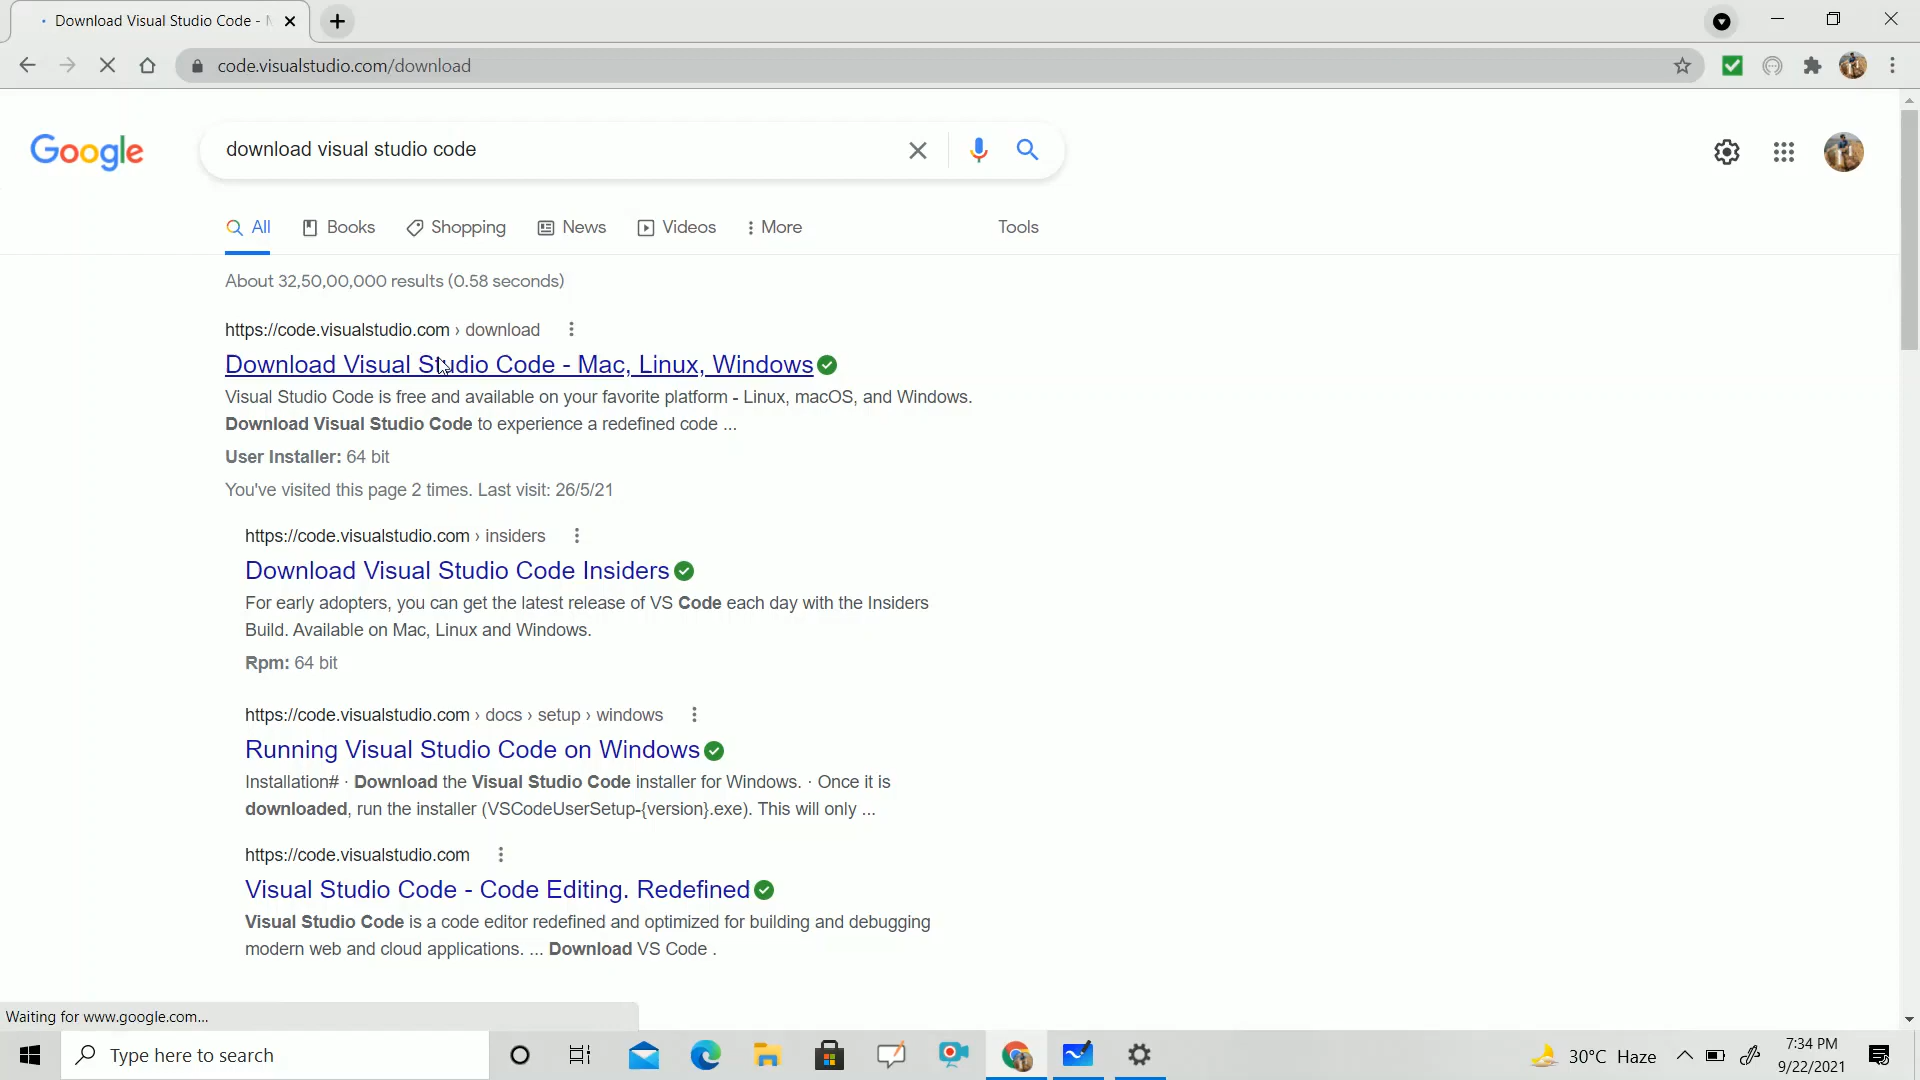 Download Visual Studio Code -
code.visualstudio.com/download
Google
download visual studio code
All Books Shopping News Videos More Tools
About 32,50,00,000 results (0.58 seconds)
https://code.visualstudio.com › download
Download Visual Studio Code - Mac, Linux, Windows
Visual Studio Code is free and available on your favorite platform - Linux, macOS, and Windows.
Download Visual Studio Code to experience a redefined code ...
User Installer: 64 bit
You've visited this page 2 times. Last visit: 26/5/21
https://code.visualstudio.com › insiders
Download Visual Studio Code Insiders
For early adopters, you can get the latest release of VS Code each day with the Insiders
Build. Available on Mac, Linux and Windows.
Rpm: 64 bit
https://code.visualstudio.com › docs › setup › windows
Running Visual Studio Code on Windows
Installation# · Download the Visual Studio Code installer for Windows. · Once it is
downloaded, run the installer (VSCodeUserSetup-{version}.exe). This will only ...
https://code.visualstudio.com
Visual Studio Code - Code Editing. Redefined
Visual Studio Code is a code editor redefined and optimized for building and debugging
modern web and cloud applications. ... Download VS Code .
Waiting for www.google.com...
Type here to search
30°C Haze
7:34 PM
9/22/2021